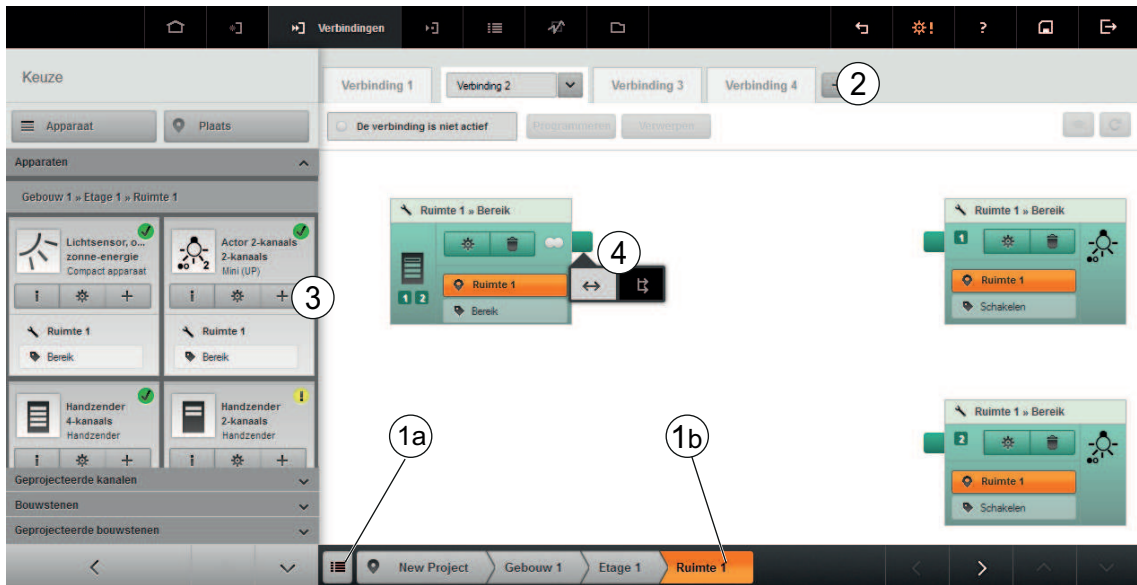 Verbindingen
!
?
Keuze
Verbinding 1
Verbinding 2
Verbinding 3
Verbinding 4
2
Apparaat
Plaats
De verbinding is niet actief
Programmeren
Verwerpen
Apparaten
Gebouw 1 » Etage 1 » Ruimte 1
Lichtsensor, o...
zonne-energie
Compact apparaat
i
+
Ruimte 1
Bereik
2
Actor 2-kanaals
2-kanaals
Mini (UP)
i
+
3
Ruimte 1
Bereik
Handzender
4-kanaals
Handzender
i
+
!
Handzender
2-kanaals
Handzender
i
+
Geprojecteerde kanalen
Bouwstenen
Geprojecteerde bouwstenen
Ruimte 1 » Bereik
1 2
Ruimte 1
Bereik
4
Ruimte 1 » Bereik
1
Ruimte 1
Schakelen
Ruimte 1 » Bereik
2
Ruimte 1
Schakelen
1a
1b
New Project
Gebouw 1
Etage 1
Ruimte 1